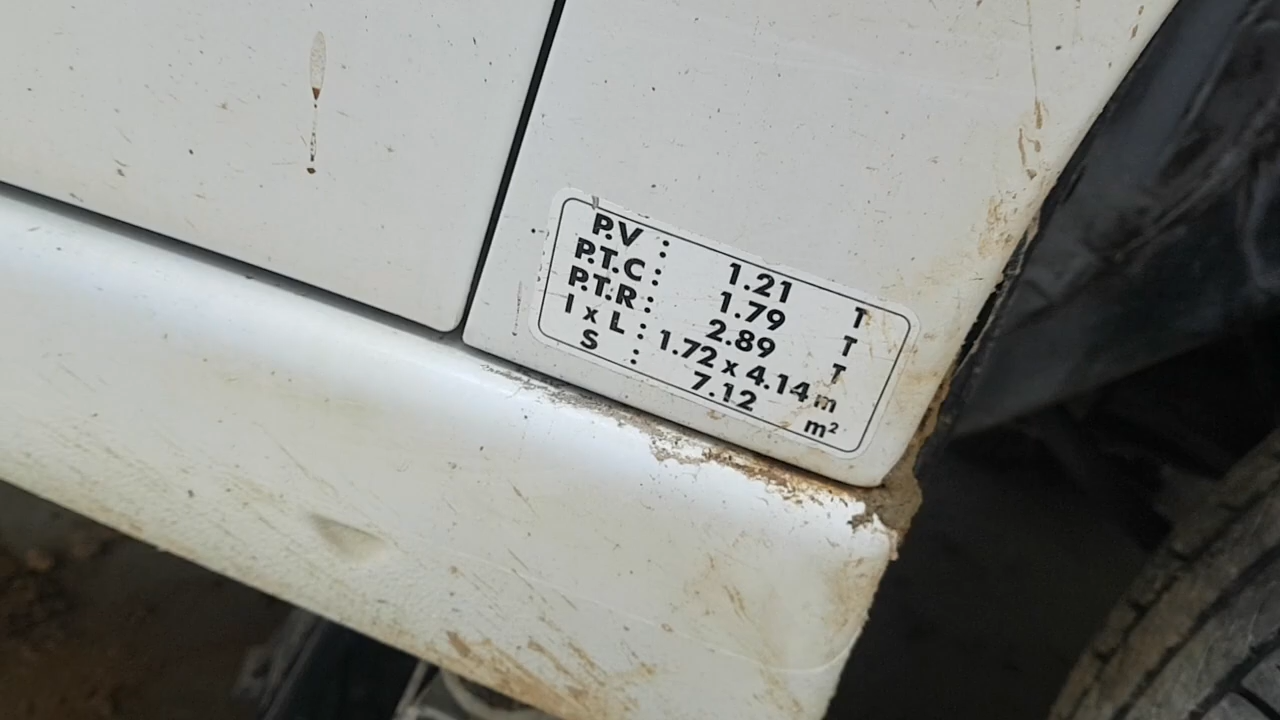 P.V : 1.21 T
P.T.C : 1.79 T
P.T.R : 2.89 T
l x L : 1.72 x 4.14 m
S : 7.12 m²